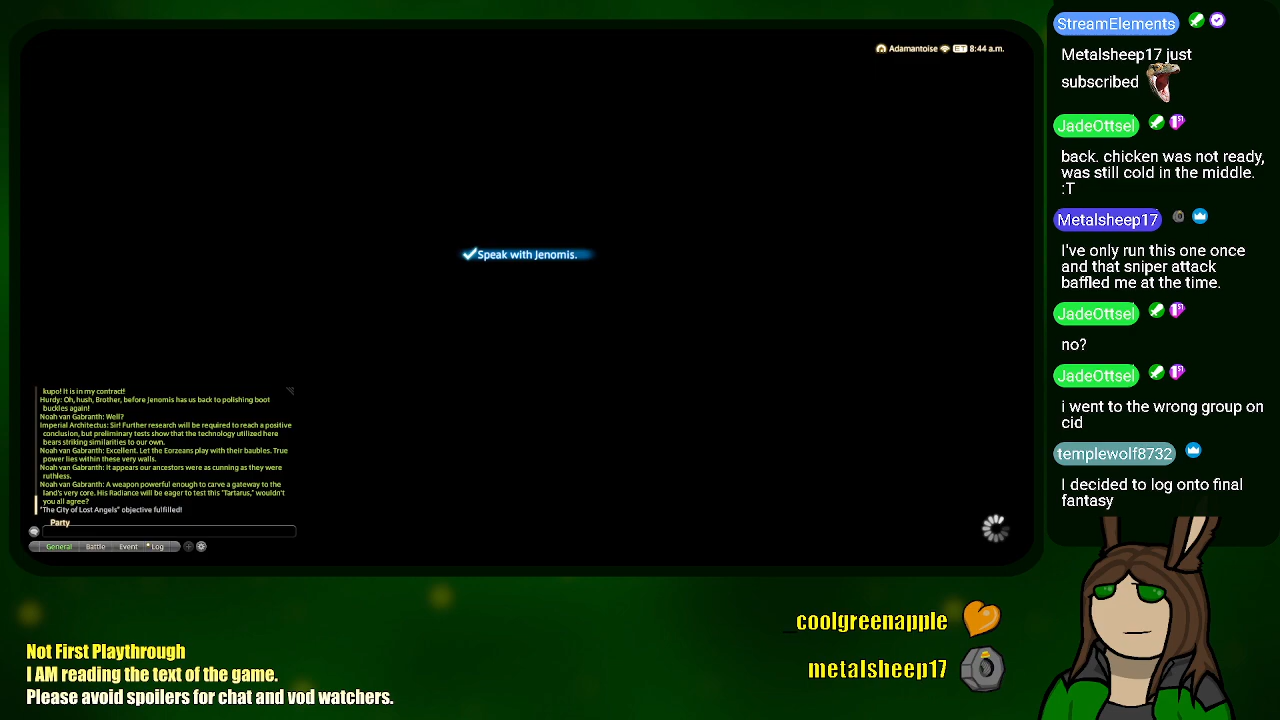 Adamantoise ET 8:44 a.m.
Speak with Jenomis.
kupo! It is in my contract!
Hurdy: Oh, hush, Brother, before Jenomis has us back to polishing boot
buckles again!
Noah van Gabranth: Well?
Imperial Architectus: Sir! Further research will be required to reach a positive
conclusion, but preliminary tests show that the technology utilized here
bears striking similarities to our own.
Noah van Gabranth: Excellent. Let the Eorzeans play with their baubles. True
power lies within these very walls.
Noah van Gabranth: It appears our ancestors were as cunning as they were
ruthless.
Noah van Gabranth: A weapon powerful enough to carve a gateway to the
land's very core. His Radiance will be eager to test this "Tartarus," wouldn't
you all agree?
"The City of Lost Angels" objective fulfilled!
Party
General Battle Event Log
StreamElements
Metalsheep17 just
subscribed
JadeOttsel
back. chicken was not ready,
was still cold in the middle.
:T
Metalsheep17
I've only run this one once
and that sniper attack
baffled me at the time.
JadeOttsel
no?
JadeOttsel
i went to the wrong group on
cid
templewolf8732
I decided to log onto final
fantasy
_coolgreenapple
metalsheep17
Not First Playthrough
I AM reading the text of the game.
Please avoid spoilers for chat and vod watchers.